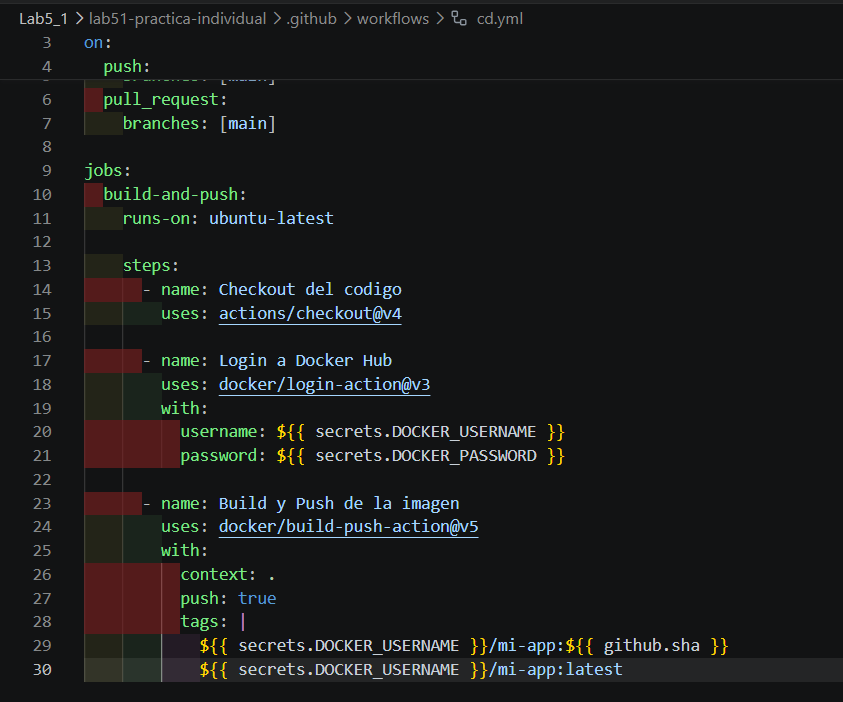 Lab5_1 > lab51-practica-individual > .github > workflows > cd.yml
3 on:
4 push:
5 branches: [main]
6 pull_request:
7 branches: [main]
8
9 jobs:
10 build-and-push:
11 runs-on: ubuntu-latest
12
13 steps:
14 - name: Checkout del codigo
15 uses: actions/checkout@v4
16
17 - name: Login a Docker Hub
18 uses: docker/login-action@v3
19 with:
20 username: ${{ secrets.DOCKER_USERNAME }}
21 password: ${{ secrets.DOCKER_PASSWORD }}
22
23 - name: Build y Push de la imagen
24 uses: docker/build-push-action@v5
25 with:
26 context: .
27 push: true
28 tags: |
29 ${{ secrets.DOCKER_USERNAME }}/mi-app:${{ github.sha }}
30 ${{ secrets.DOCKER_USERNAME }}/mi-app:latest